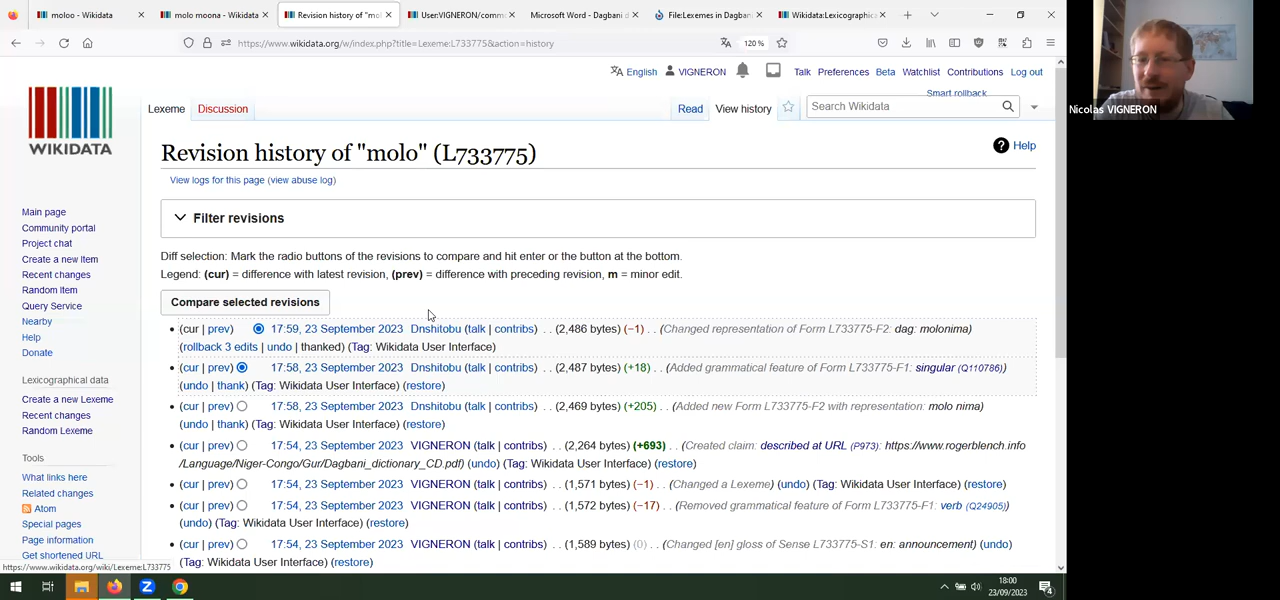 moloo - Wikidata
molo moona - Wikidata
Revision history of "mol
User:VIGNERON/comm
Microsoft Word - Dagbani d
File:Lexemes in Dagban
Wikidata:Lexicographica
https://www.wikidata.org/w/index.php?title=Lexeme:L733775&action=history
120 %
WIKIDATA
English VIGNERON Talk Preferences Beta Watchlist Contributions Log out
Smart rollback
Lexeme Discussion Read View history Search Wikidata
Nicolas VIGNERON
Revision history of "molo" (L733775)
Help
View logs for this page (view abuse log)
Filter revisions
Diff selection: Mark the radio buttons of the revisions to compare and hit enter or the button at the bottom.
Legend: (cur) = difference with latest revision, (prev) = difference with preceding revision, m = minor edit.
Compare selected revisions
(cur | prev) 17:59, 23 September 2023 Dnshitobu (talk | contribs) . . (2,486 bytes) (−1) . . (Changed representation of Form L733775-F2: dag: molonima)
(rollback 3 edits | undo | thanked) (Tag: Wikidata User Interface)
(cur | prev) 17:58, 23 September 2023 Dnshitobu (talk | contribs) . . (2,487 bytes) (+18) . . (Added grammatical feature of Form L733775-F1: singular (Q110786))
(undo | thank) (Tag: Wikidata User Interface) (restore)
(cur | prev) 17:58, 23 September 2023 Dnshitobu (talk | contribs) . . (2,469 bytes) (+205) . . (Added new Form L733775-F2 with representation: molo nima)
(undo | thank) (Tag: Wikidata User Interface) (restore)
(cur | prev) 17:54, 23 September 2023 VIGNERON (talk | contribs) . . (2,264 bytes) (+693) . . (Created claim: described at URL (P973): https://www.rogerblench.info
/Language/Niger-Congo/Gur/Dagbani_dictionary_CD.pdf) (undo) (Tag: Wikidata User Interface) (restore)
(cur | prev) 17:54, 23 September 2023 VIGNERON (talk | contribs) . . (1,571 bytes) (−1) . . (Changed a Lexeme) (undo) (Tag: Wikidata User Interface) (restore)
(cur | prev) 17:54, 23 September 2023 VIGNERON (talk | contribs) . . (1,572 bytes) (−17) . . (Removed grammatical feature of Form L733775-F1: verb (Q24905))
(undo) (Tag: Wikidata User Interface) (restore)
(cur | prev) 17:54, 23 September 2023 VIGNERON (talk | contribs) . . (1,589 bytes) (0) . . (Changed [en] gloss of Sense L733775-S1: en: announcement) (undo)
(Tag: Wikidata User Interface) (restore)
Main page
Community portal
Project chat
Create a new Item
Recent changes
Random Item
Query Service
Nearby
Help
Donate
Lexicographical data
Create a new Lexeme
Recent changes
Random Lexeme
Tools
What links here
Related changes
Atom
Special pages
Page information
Get shortened URL
https://www.wikidata.org/wiki/Lexeme:L733775
18:00
23/09/2023
4